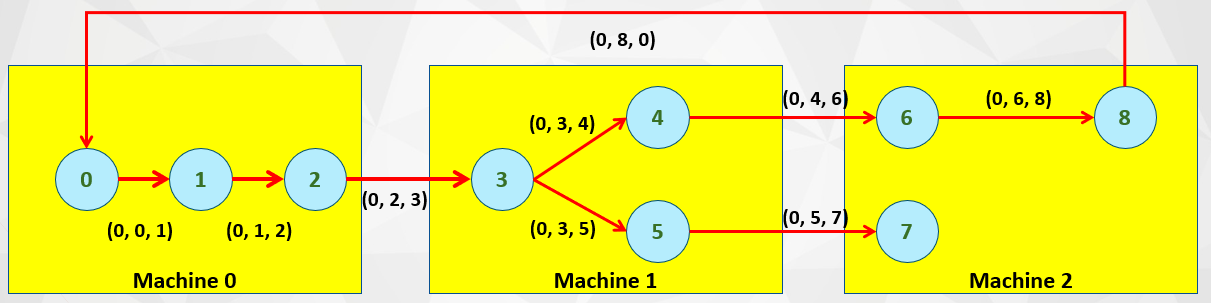 (0, 8, 0)
0
1
2
(0, 0, 1)
(0, 1, 2)
Machine 0
(0, 2, 3)
3
(0, 3, 4)
4
(0, 3, 5)
5
Machine 1
(0, 4, 6)
(0, 5, 7)
6
(0, 6, 8)
8
7
Machine 2